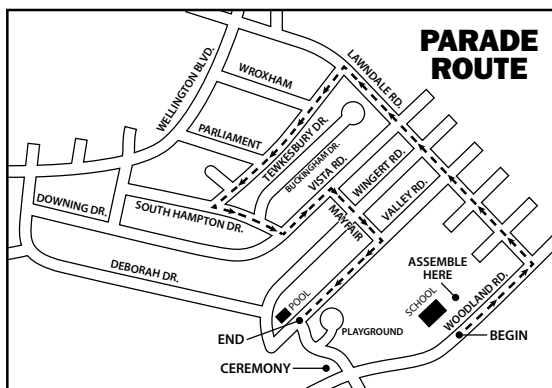 PARADE
ROUTE
LAWNDALE RD.
WELLINGTON BLVD.
WROXHAM
PARLIAMENT
TEWKESBURY DR.
BUCKINGHAM DR.
VISTA RD.
WINGERT RD.
VALLEY RD.
MAYFAIR
DOWNING DR.
SOUTH HAMPTON DR.
DEBORAH DR.
ASSEMBLE
HERE
SCHOOL
WOODLAND RD.
POOL
PLAYGROUND
END
BEGIN
CEREMONY